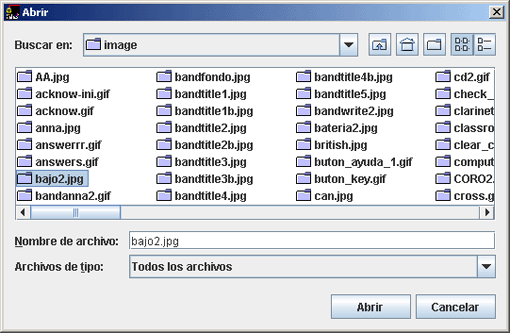 Abrir
Buscar en: image
AA.jpg bandfondo.jpg bandtitle4b.jpg cd2.gif
acknow-ini.gif bandtitle1.jpg bandtitle5.jpg check_
acknow.gif bandtitle1b.jpg bandwrite2.jpg clarinet
anna.jpg bandtitle2.jpg bateria2.jpg classro
answerrr.gif bandtitle2b.jpg british.jpg clear_c
answers.gif bandtitle3.jpg buton_ayuda_1.gif comput
bajo2.jpg bandtitle3b.jpg buton_key.gif CORO2.
bandanna2.gif bandtitle4.jpg can.jpg cross.g
Nombre de archivo: bajo2.jpg
Archivos de tipo: Todos los archivos
Abrir Cancelar